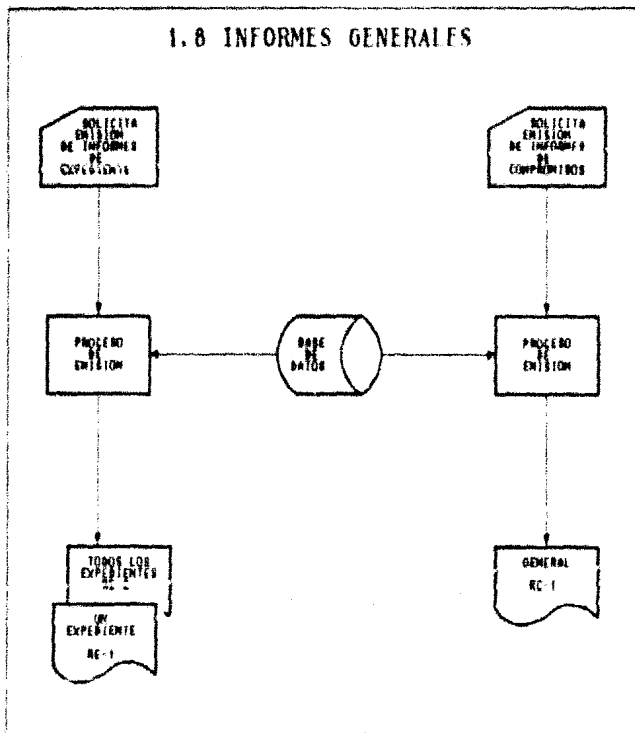 1.8 INFORMES GENERALES
SOLICITA
EMISION
DE INFORMES
DE
EXPEDIENTE
SOLICITA
EMISION
DE INFORMES
DE
COMPROMISOS
PROCESO
DE
EMISION
BASE
DE
DATOS
PROCESO
DE
EMISION
TODOS LOS
EXPEDIENTES
UN
EXPEDIENTE
RE-1
GENERAL
RC-1